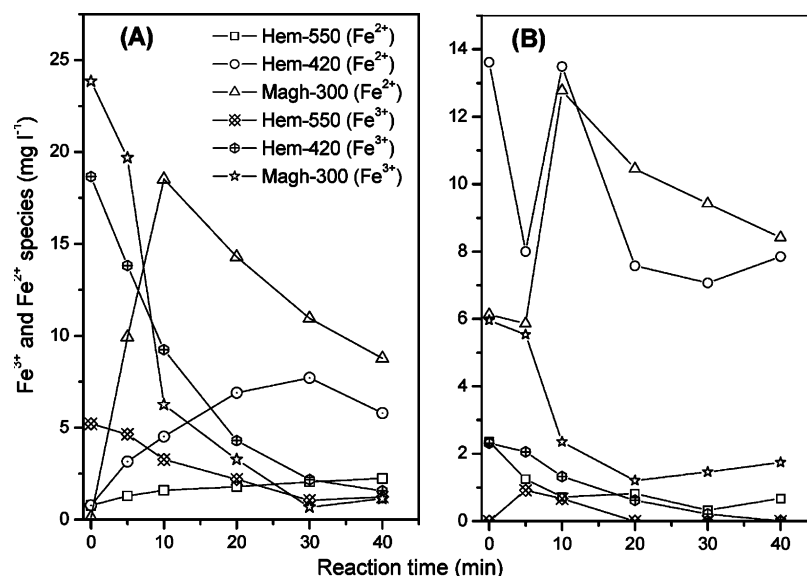 (A)
Hem-550 (Fe²⁺)
Hem-420 (Fe²⁺)
Magh-300 (Fe²⁺)
Hem-550 (Fe³⁺)
Hem-420 (Fe³⁺)
Magh-300 (Fe³⁺)
(B)
Fe³⁺ and Fe²⁺ species (mg l⁻¹)
25
20
15
10
5
0
14
12
10
8
6
4
2
0
0 10 20 30 40
0 10 20 30 40
Reaction time (min)